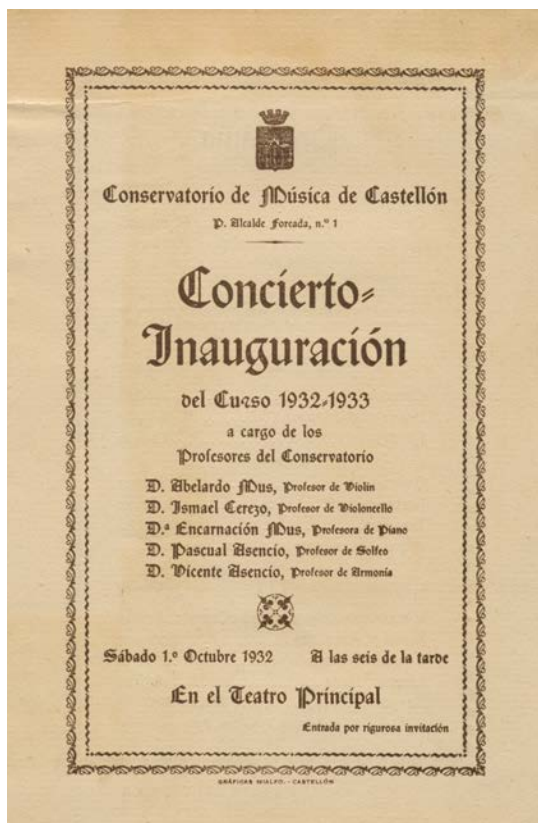 Conservatorio de Música de Castellón
P. Alcalde Forcada, n.º 1
Concierto-
Inauguración
del Curso 1932-1933
a cargo de los
Profesores del Conservatorio
D. Abelardo Mus, Profesor de Violín
D. Ismael Cerezo, Profesor de Violoncello
D.ª Encarnación Mus, Profesora de Piano
D. Pascual Asencio, Profesor de Solfeo
D. Vicente Asencio, Profesor de Armonía
Sábado 1.º Octubre 1932 A las seis de la tarde
En el Teatro Principal
Entrada por rigurosa invitación
GRÁFICAS MIALFO. - CASTELLÓN